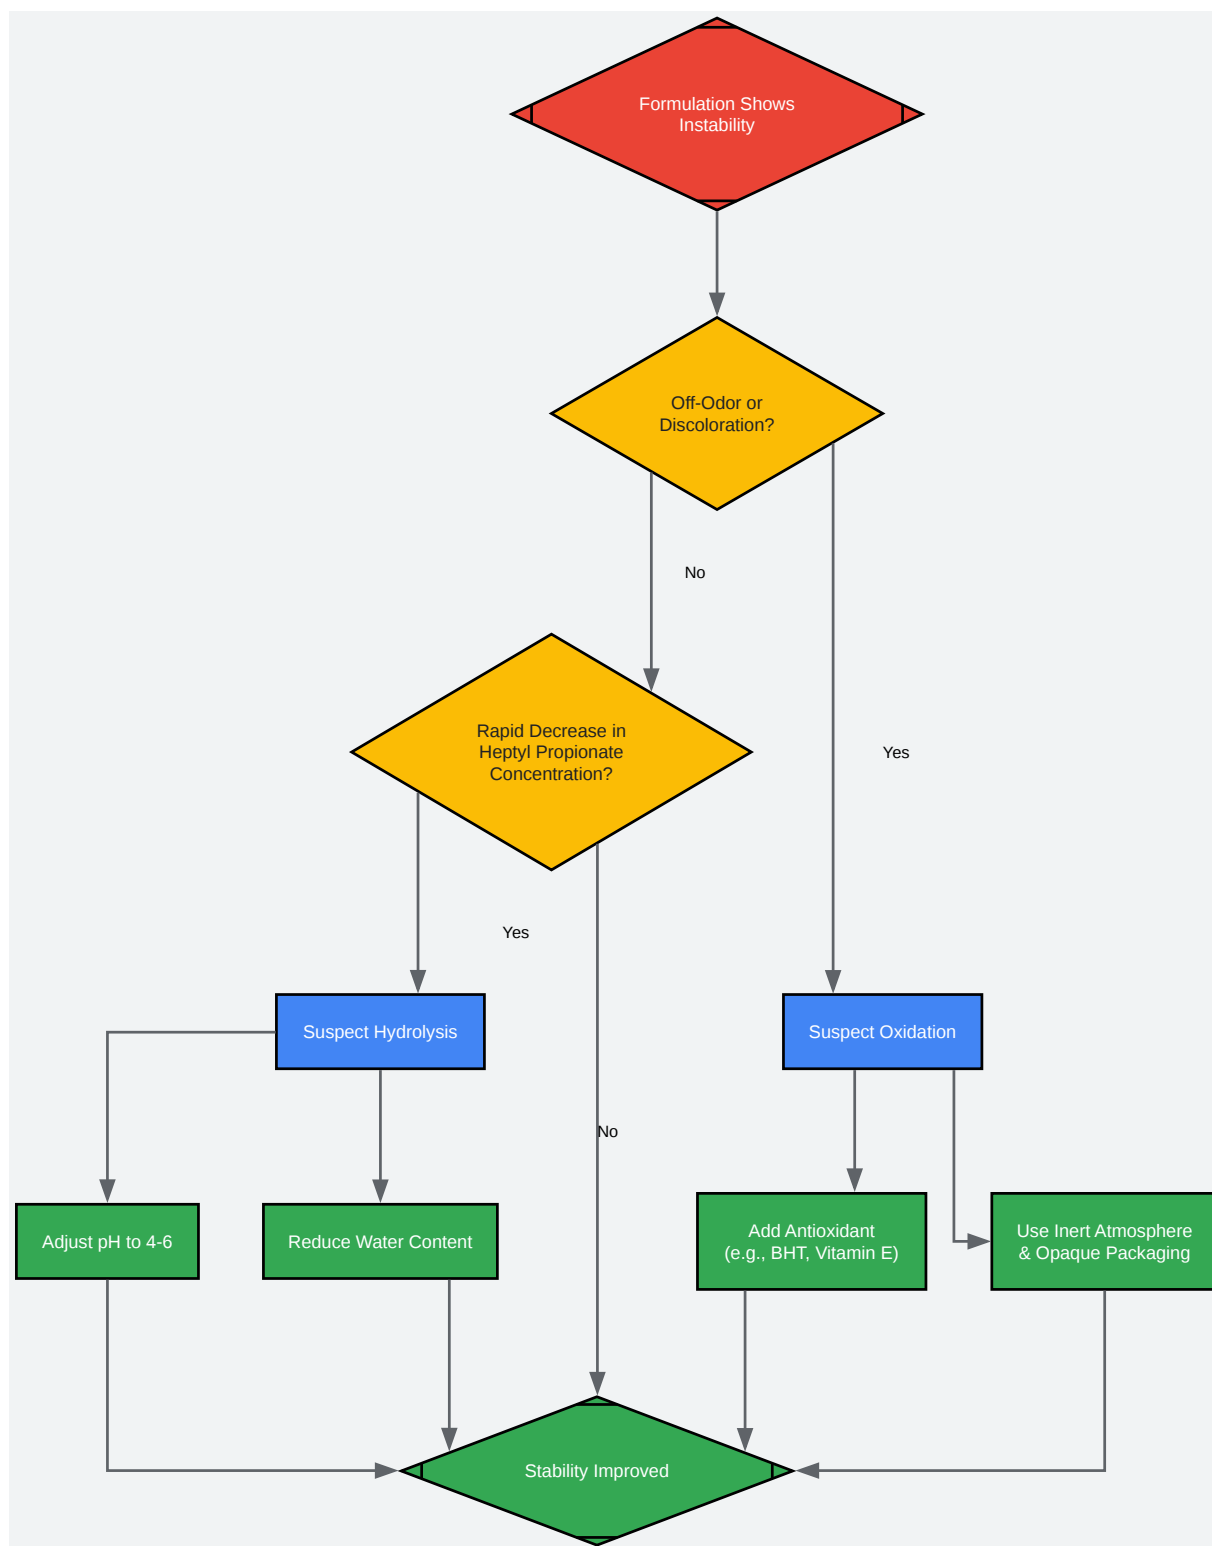 Formulation Shows
Instability
Off-Odor or
Discoloration?
No
Rapid Decrease in
Heptyl Propionate
Concentration?
Yes
Yes
Suspect Hydrolysis
Suspect Oxidation
No
Adjust pH to 4-6
Reduce Water Content
Add Antioxidant
(e.g., BHT, Vitamin E)
Use Inert Atmosphere
& Opaque Packaging
Stability Improved